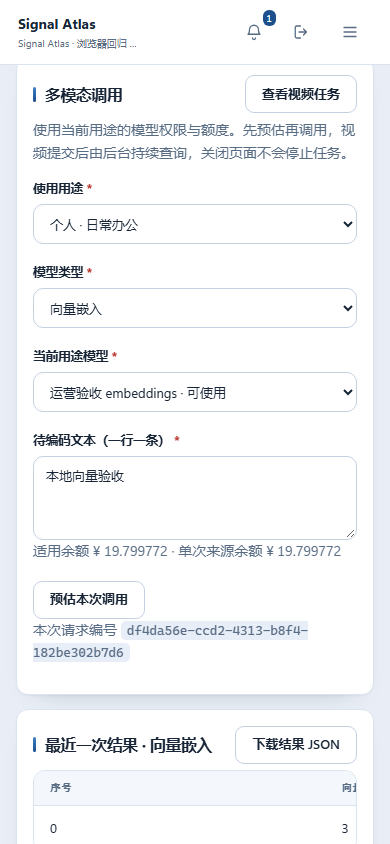 Signal Atlas
Signal Atlas · 浏览器回归 ...
1
多模态调用
查看视频任务
使用当前用途的模型权限与额度。先预估再调用，视
频提交后由后台持续查询，关闭页面不会停止任务。
使用用途 *
个人 · 日常办公
模型类型 *
向量嵌入
当前用途模型 *
运营验收 embeddings · 可使用
待编码文本（一行一条） *
本地向量验收
适用余额 ¥ 19.799772 · 单次来源余额 ¥ 19.799772
预估本次调用
本次请求编号 df4da56e-ccd2-4313-b8f4-
182be302b7d6
最近一次结果 · 向量嵌入
下载结果 JSON
序号
向
0
3